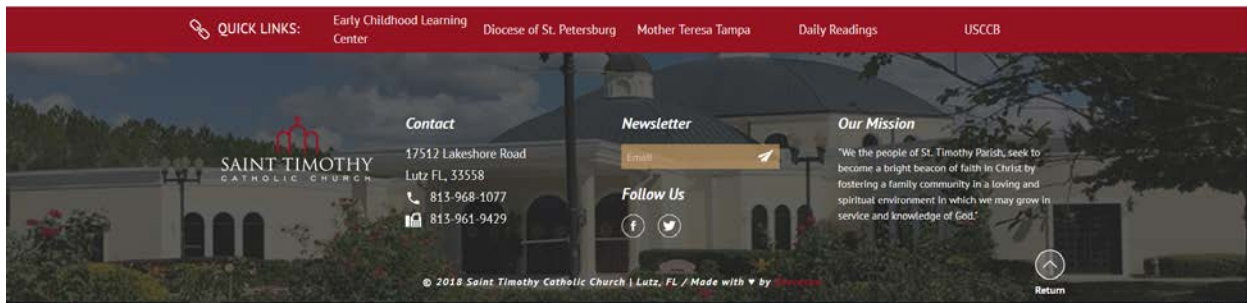 QUICK LINKS:
Early Childhood Learning
Center
Diocese of St. Petersburg
Mother Teresa Tampa
Daily Readings
USCCB
SAINT TIMOTHY
CATHOLIC CHURCH
Contact
17512 Lakeshore Road
Lutz FL, 33558
813-968-1077
813-961-9429
Newsletter
Email
Follow Us
Our Mission
"We the people of St. Timothy Parish, seek to
become a bright beacon of faith in Christ by
fostering a family community in a loving and
spiritual environment in which we may grow in
service and knowledge of God."
Return
© 2018 Saint Timothy Catholic Church | Lutz, FL / Made with ♥ by